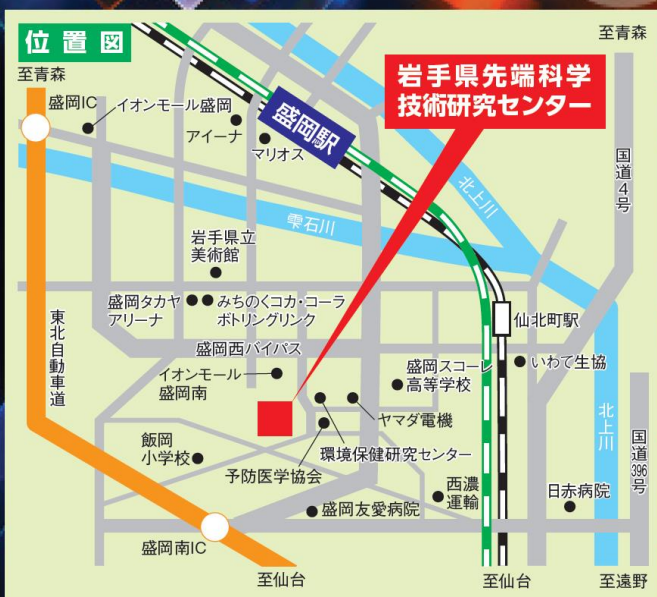 位置図
至青森
至青森
岩手県先端科学
技術研究センター
盛岡IC
イオンモール盛岡
アイーナ
マリオス
盛岡駅
北上川
国道4号
雫石川
岩手県立
美術館
盛岡タカヤ
アリーナ
みちのくコカ・コーラ
ボトリングリンク
仙北町駅
東北自動車道
盛岡西バイパス
イオンモール
盛岡南
盛岡スコーレ
高等学校
いわて生協
ヤマダ電機
北上川
国道396号
飯岡
小学校
環境保健研究センター
予防医学協会
西濃
運輸
日赤病院
盛岡友愛病院
盛岡南IC
至仙台
至仙台
至遠野